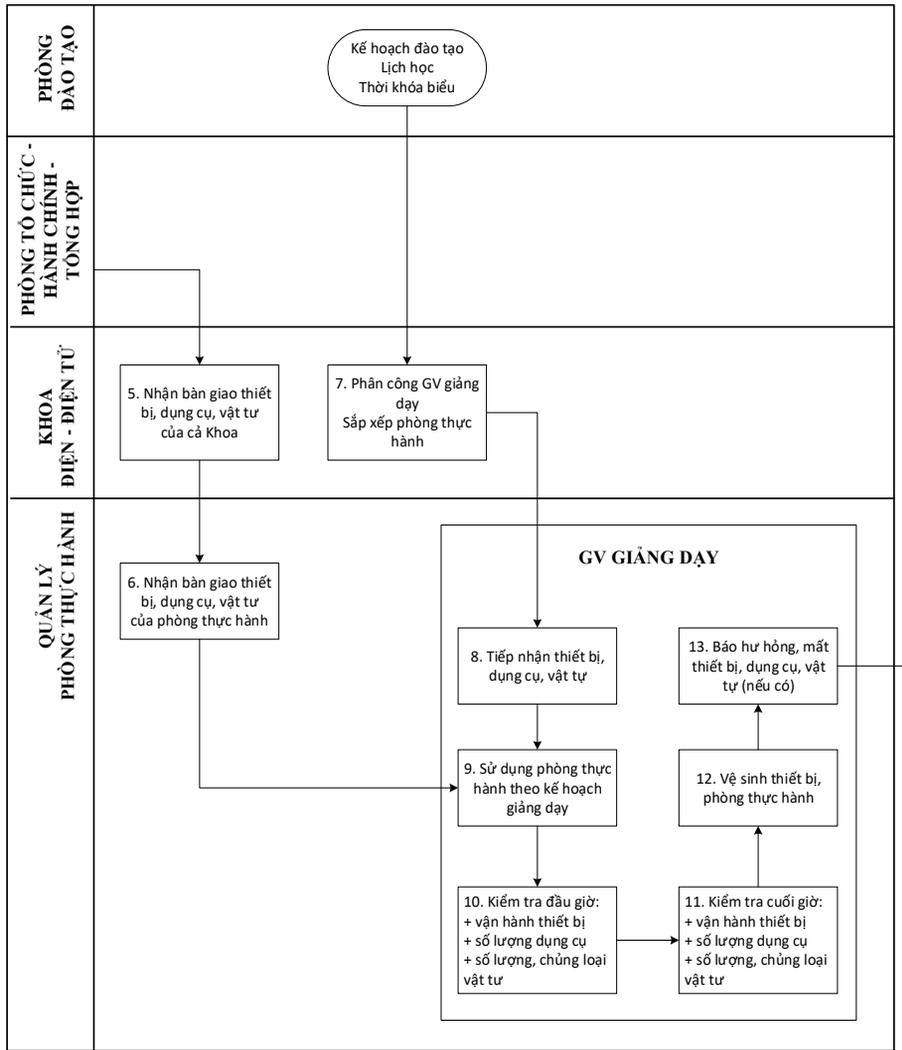 PHÒNG
ĐÀO TẠO
Kế hoạch đào tạo
Lịch học
Thời khóa biểu
PHÒNG TỔ CHỨC -
HÀNH CHÍNH -
TỔNG HỢP
KHOA
ĐIỆN - ĐIỆN TỬ
5. Nhận bàn giao thiết
bị, dụng cụ, vật tư
của cả Khoa
7. Phân công GV giảng
dạy
Sắp xếp phòng thực
hành
QUẢN LÝ
PHÒNG THỰC HÀNH
6. Nhận bàn giao thiết
bị, dụng cụ, vật tư
của phòng thực hành
GV GIẢNG DẠY
8. Tiếp nhận thiết bị,
dụng cụ, vật tự
9. Sử dụng phòng thực
hành theo kế hoạch
giảng dạy
10. Kiểm tra đầu giờ:
+ vận hành thiết bị
+ số lượng dụng cụ
+ số lượng, chủng loại
vật tư
11. Kiểm tra cuối giờ:
+ vận hành thiết bị
+ số lượng dụng cụ
+ số lượng, chủng loại
vật tư
12. Vệ sinh thiết bị,
phòng thực hành
13. Báo hư hỏng, mất
thiết bị, dụng cụ, vật
tự (nếu có)